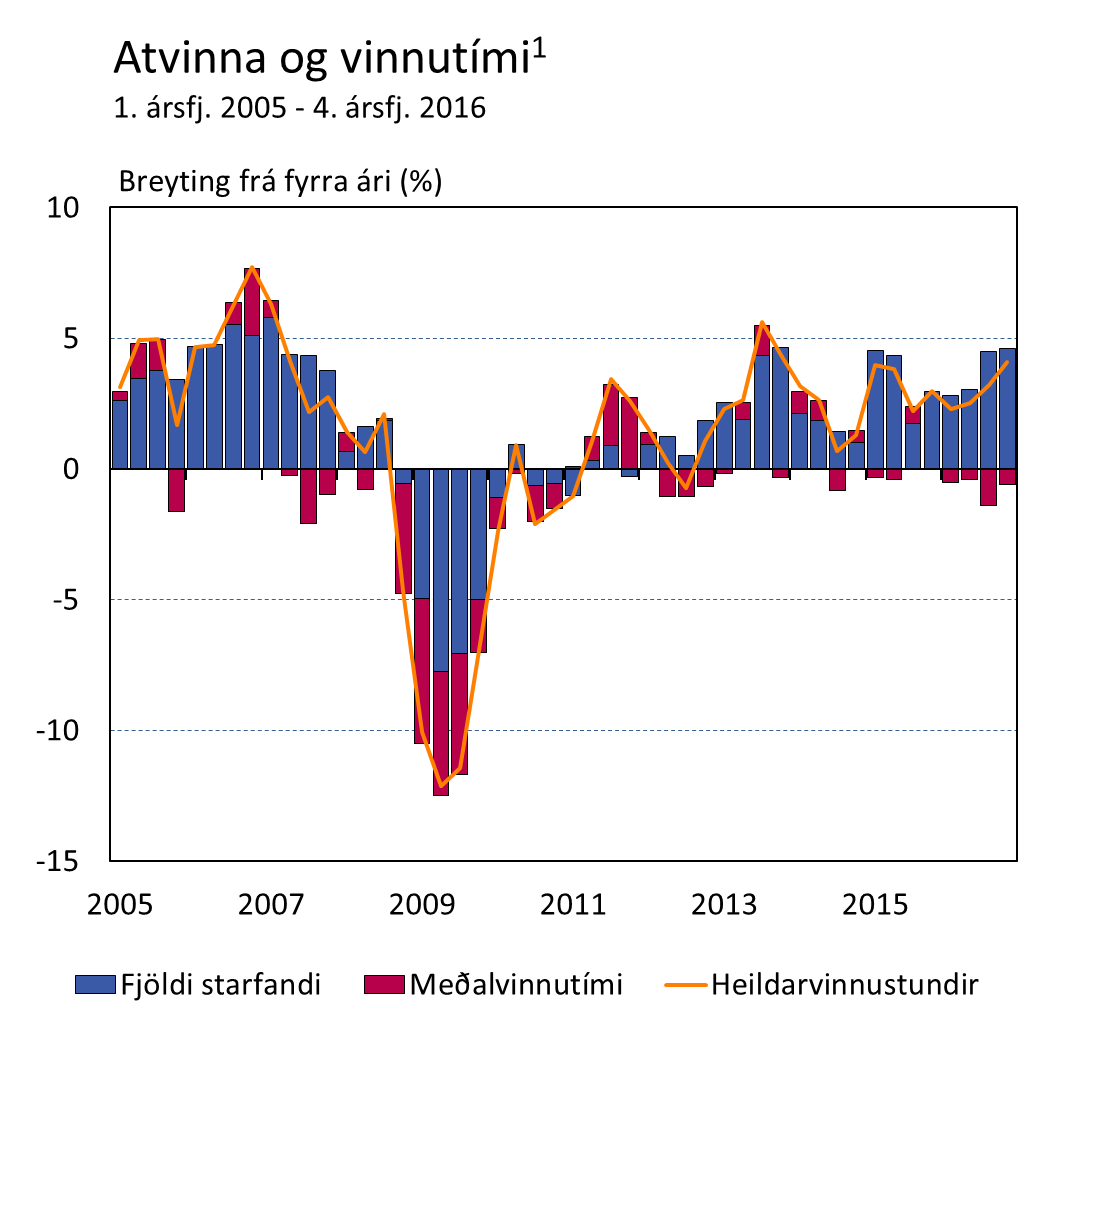 Atvinna og vinnutími¹
1. ársfj. 2005 - 4. ársfj. 2016
Breyting frá fyrra ári (%)
10
5
0
-5
-10
-15
2005 2007 2009 2011 2013 2015
Fjöldi starfandi Meðalvinnutími Heildarvinnustundir